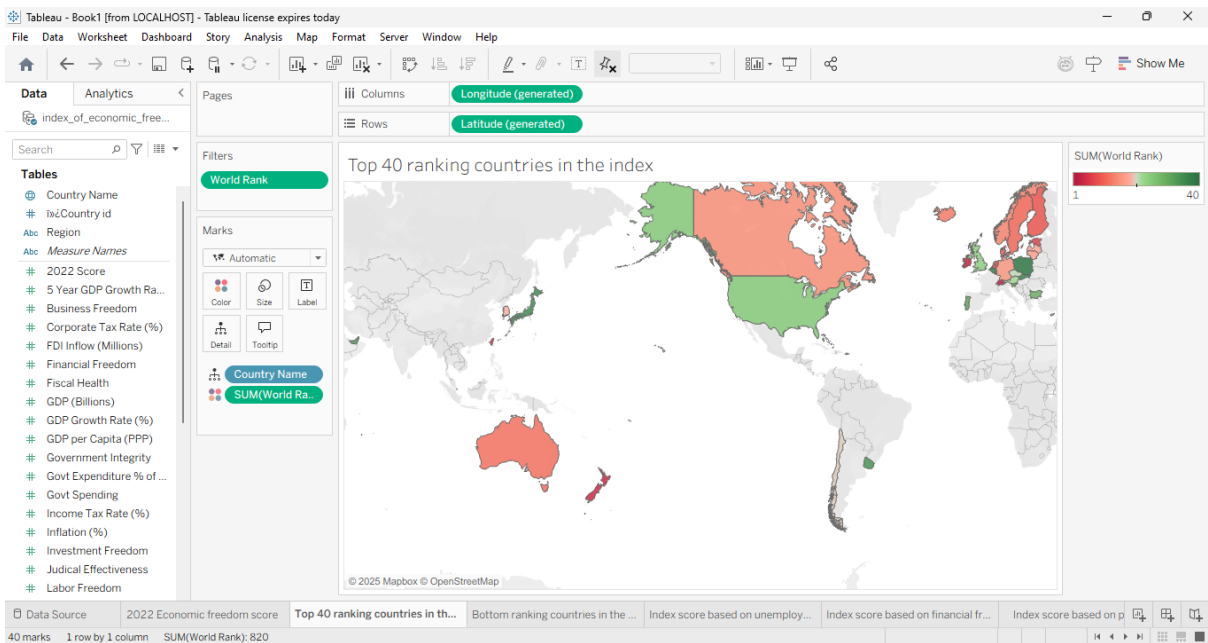 Tableau - Book1 [from LOCALHOST] - Tableau license expires today
File Data Worksheet Dashboard Story Analysis Map Format Server Window Help
Show Me
Data Analytics
index_of_economic_free...
Search
Tables
Country Name
ï»¿Country id
Abc Region
Abc Measure Names
# 2022 Score
# 5 Year GDP Growth Ra...
# Business Freedom
# Corporate Tax Rate (%)
# FDI Inflow (Millions)
# Financial Freedom
# Fiscal Health
# GDP (Billions)
# GDP Growth Rate (%)
# GDP per Capita (PPP)
# Government Integrity
# Govt Expenditure % of ...
# Govt Spending
# Income Tax Rate (%)
# Inflation (%)
# Investment Freedom
# Judical Effectiveness
# Labor Freedom
Pages
Filters
World Rank
Marks
Automatic
Color Size Label
Detail Tooltip
Country Name
SUM(World Ra..
Columns Longitude (generated)
Rows Latitude (generated)
Top 40 ranking countries in the index
© 2025 Mapbox © OpenStreetMap
SUM(World Rank)
1 40
Data Source 2022 Economic freedom score Top 40 ranking countries in th... Bottom ranking countries in the ... Index score based on unemploy... Index score based on financial fr... Index score based on p
40 marks 1 row by 1 column SUM(World Rank): 820